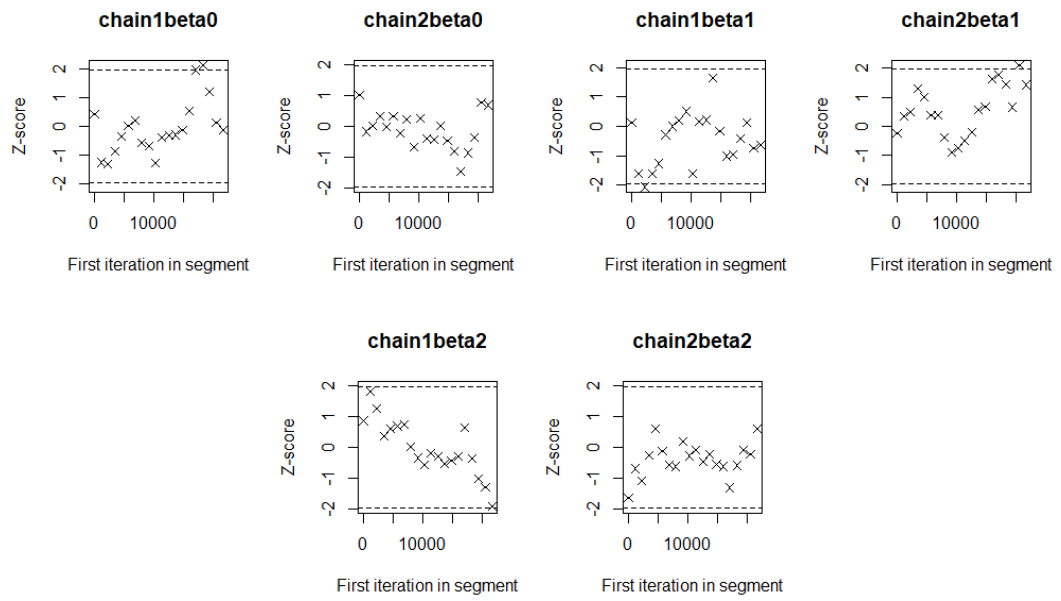 chain1beta0 chain2beta0 chain1beta1 chain2beta1
Z-score Z-score Z-score Z-score
2 2 2 2
1 1 1 1
0 0 0 0
-1 -1 -1 -1
-2 -2 -2 -2
0 10000 0 10000 0 10000 0 10000
First iteration in segment First iteration in segment First iteration in segment First iteration in segment
chain1beta2 chain2beta2
Z-score Z-score
2 2
1 1
0 0
-1 -1
-2 -2
0 10000 0 10000
First iteration in segment First iteration in segment